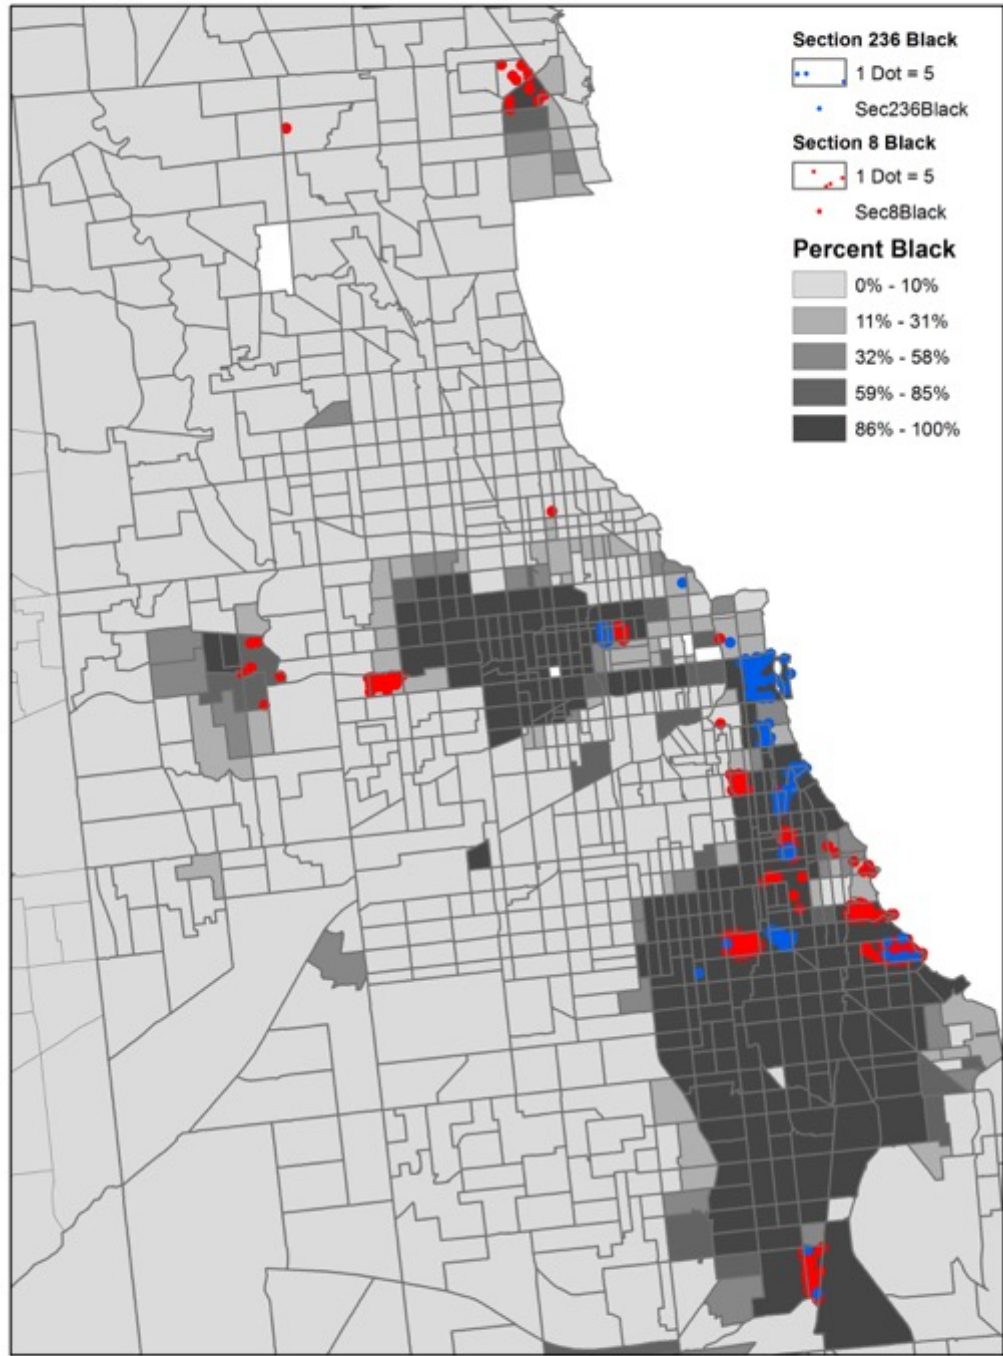 Section 236 Black
1 Dot = 5
Sec236Black
Section 8 Black
1 Dot = 5
Sec8Black
Percent Black
0% - 10%
11% - 31%
32% - 58%
59% - 85%
86% - 100%